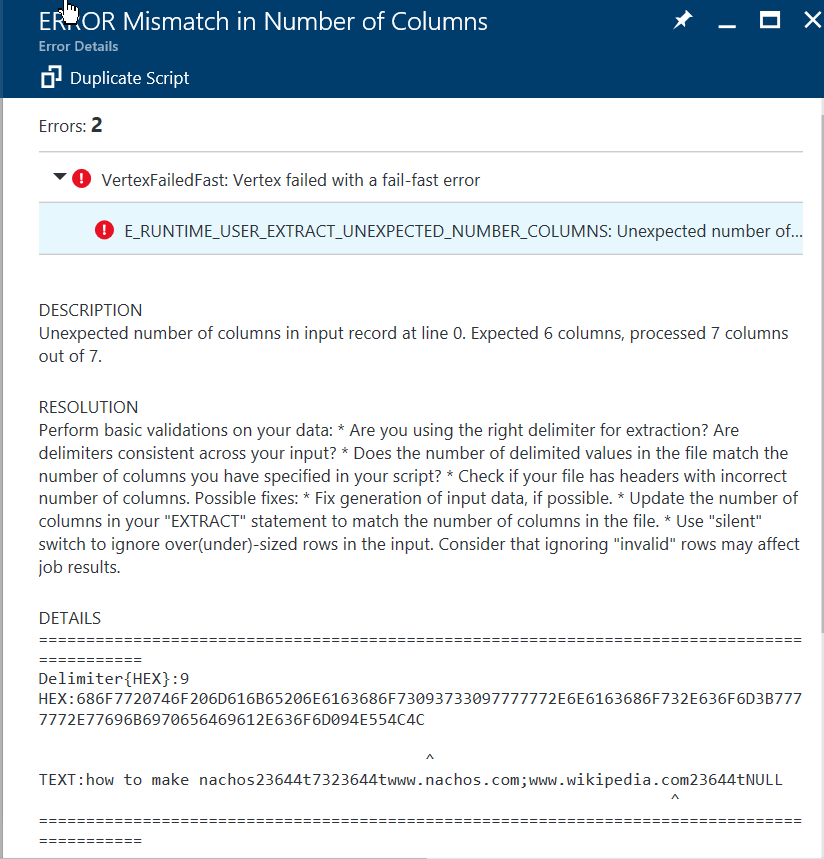 ERROR Mismatch in Number of Columns
Error Details
Duplicate Script
Errors: 2
VertexFailedFast: Vertex failed with a fail-fast error
E_RUNTIME_USER_EXTRACT_UNEXPECTED_NUMBER_COLUMNS: Unexpected number of...
DESCRIPTION
Unexpected number of columns in input record at line 0. Expected 6 columns, processed 7 columns
out of 7.
RESOLUTION
Perform basic validations on your data: * Are you using the right delimiter for extraction? Are
delimiters consistent across your input? * Does the number of delimited values in the file match the
number of columns you have specified in your script? * Check if your file has headers with incorrect
number of columns. Possible fixes: * Fix generation of input data, if possible. * Update the number of
columns in your "EXTRACT" statement to match the number of columns in the file. * Use "silent"
switch to ignore over(under)-sized rows in the input. Consider that ignoring "invalid" rows may affect
job results.
DETAILS
==========================================================================
===========
Delimiter{HEX}:9
HEX:686F7720746F206D616B65206E6163686F73093733097777772E6E6163686F732E636F6D3B777
7772E77696B6970656469612E636F6D094E554C4C
^
TEXT:how to make nachos23644t7323644twww.nachos.com;www.wikipedia.com23644tNULL
^
==========================================================================
===========